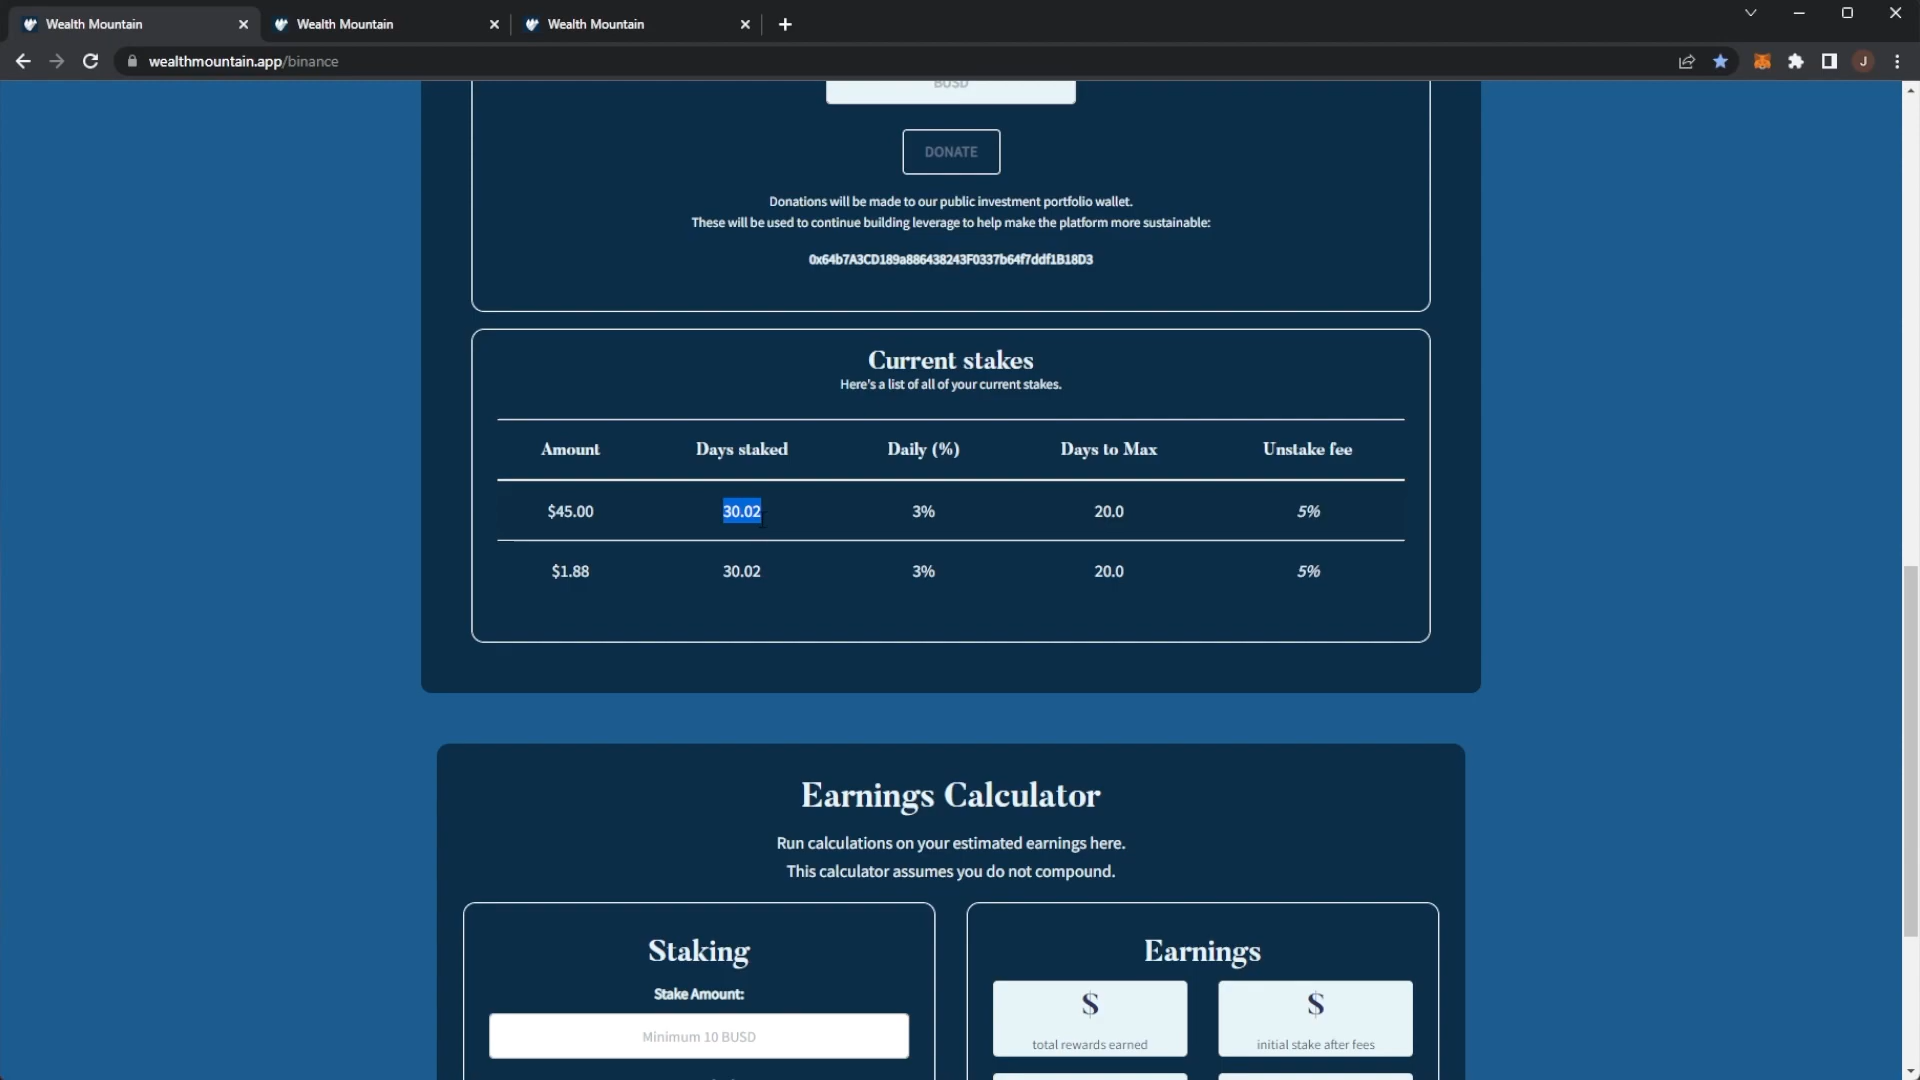 Wealth Mountain
Wealth Mountain
Wealth Mountain
wealthmountain.app/binance
J
BUSD
DONATE
Donations will be made to our public investment portfolio wallet.
These will be used to continue building leverage to help make the platform more sustainable:
0x64b7A3CD189a886438243F0337b64f7ddf1B18D3
Current stakes
Here's a list of all of your current stakes.
Amount Days staked Daily (%) Days to Max Unstake fee
$45.00 30.02 3% 20.0 5%
$1.88 30.02 3% 20.0 5%
Earnings Calculator
Run calculations on your estimated earnings here.
This calculator assumes you do not compound.
Staking
Stake Amount:
Minimum 10 BUSD
Earnings
$ $
total rewards earned initial stake after fees